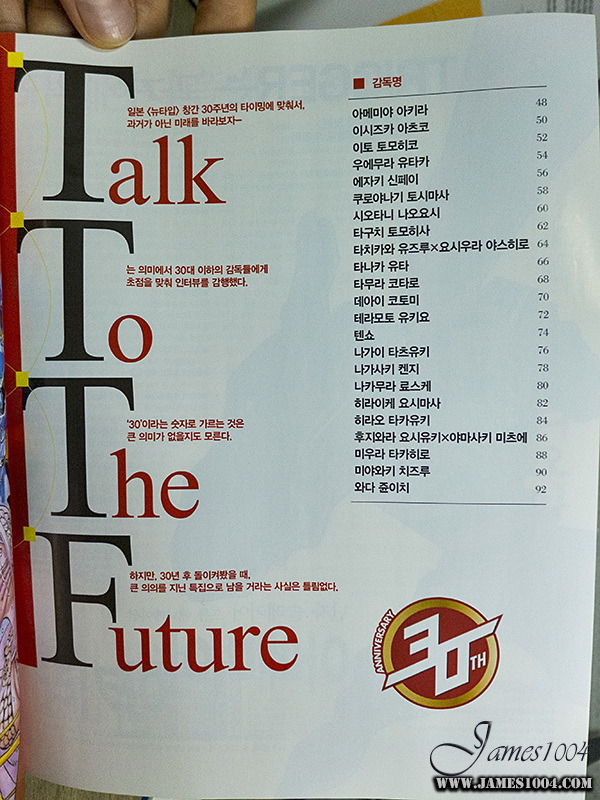 Talk
일본 〈뉴타입〉 창간 30주년의 타이밍에 맞춰서,
과거가 아닌 미래를 바라보자―
To
는 의미에서 30대 이하의 감독들에게
초점을 맞춰 인터뷰를 감행했다.
The
'30'이라는 숫자로 가르는 것은
큰 의미가 없을지도 모른다.
Future
하지만, 30년 후 돌이켜봤을 때,
큰 의의를 지닌 특집으로 남을 거라는 사실은 틀림없다.
■ 감독명
아메미야 아키라 48
이시즈카 아츠코 50
이토 토모히코 52
우에무라 유타카 54
에자키 신페이 56
쿠로야나기 토시마사 58
시오타니 나오요시 60
타구치 토모히사 62
타치카와 유즈루×요시우라 야스히로 64
타나카 유타 66
타무라 코타로 68
데아이 코토미 70
테라모토 유키요 72
텐쇼 74
나가이 타츠유키 76
나가사키 켄지 78
나카무라 료스케 80
히라이케 요시마사 82
히라오 타카유키 84
후지와라 요시유키×야마사키 미츠에 86
미우라 타카히로 88
미야와키 치즈루 90
와다 쥰이치 92
ANNIVERSARY
30TH
James1004
WWW.JAMES1004.COM